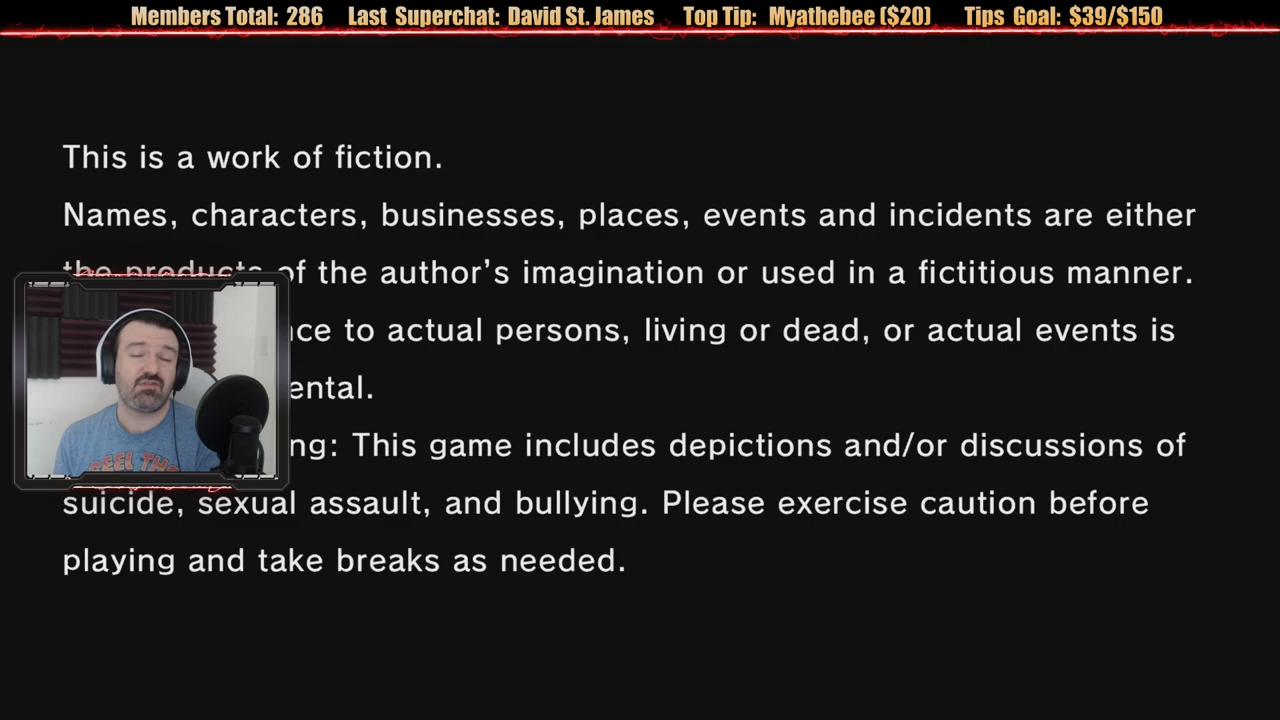 Members Total: 286 Last Superchat: David St. James Top Tip: Myathebee ($20) Tips Goal: $39/$150
This is a work of fiction.
Names, characters, businesses, places, events and incidents are either
the products of the author's imagination or used in a fictitious manner.
to actual persons, living or dead, or actual events is
This game includes depictions and/or discussions of
suicide, sexual assault, and bullying. Please exercise caution before
playing and take breaks as needed.